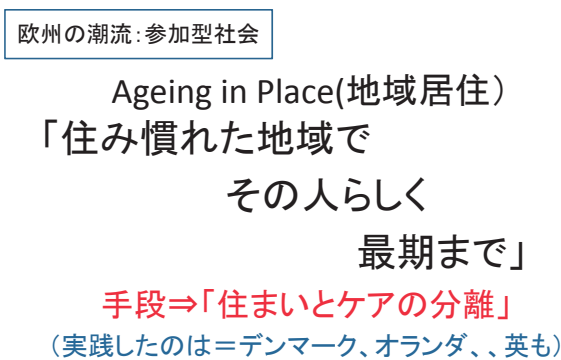 欧州の潮流：参加型社会
Ageing in Place(地域居住）
「住み慣れた地域で
その人らしく
最期まで」
手段⇒「住まいとケアの分離」
（実践したのは＝デンマーク、オランダ、、英も）